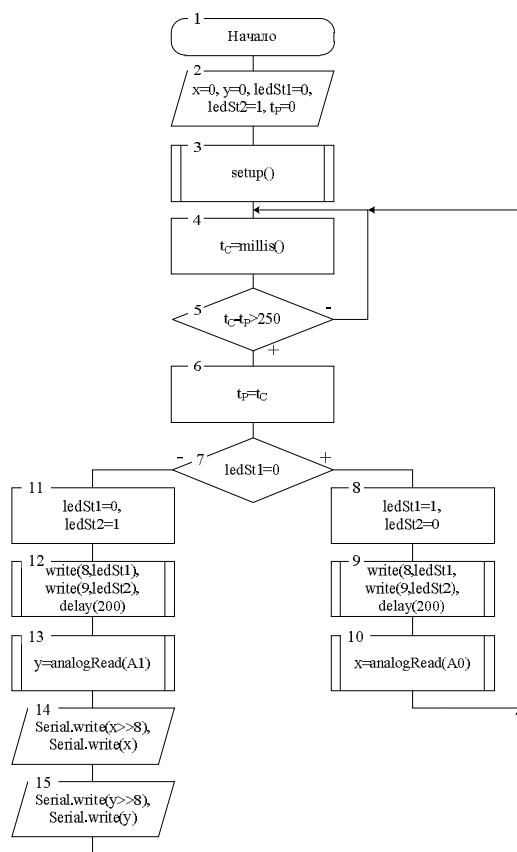 1
Начало
2
x=0, y=0, ledSt1=0,
ledSt2=1, tP=0
3
setup()
4
tC=millis()
5
tC-tP>250
-
+
6
tP=tC
-
7
+
ledSt1=0
11
ledSt1=0,
ledSt2=1
8
ledSt1=1,
ledSt2=0
12
write(8,ledSt1),
write(9,ledSt2),
delay(200)
9
write(8,ledSt1,
write(9,ledSt2),
delay(200)
13
y=analogRead(A1)
10
x=analogRead(A0)
14
Serial.write(x>>8),
Serial.write(x)
15
Serial.write(y>>8),
Serial.write(y)